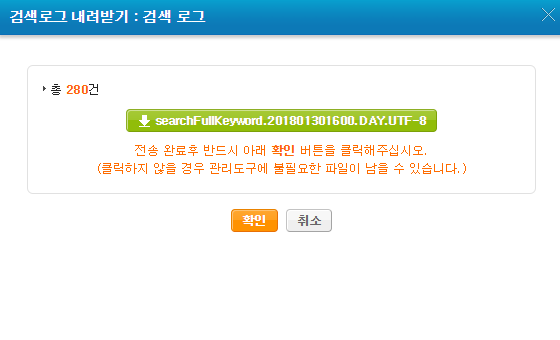 검색로그 내려받기 : 검색 로그
총 280건
searchFullKeyword.201801301600.DAY.UTF-8
전송 완료후 반드시 아래 확인 버튼을 클릭해주십시오.
(클릭하지 않을 경우 관리도구에 불필요한 파일이 남을 수 있습니다.)
확인 취소